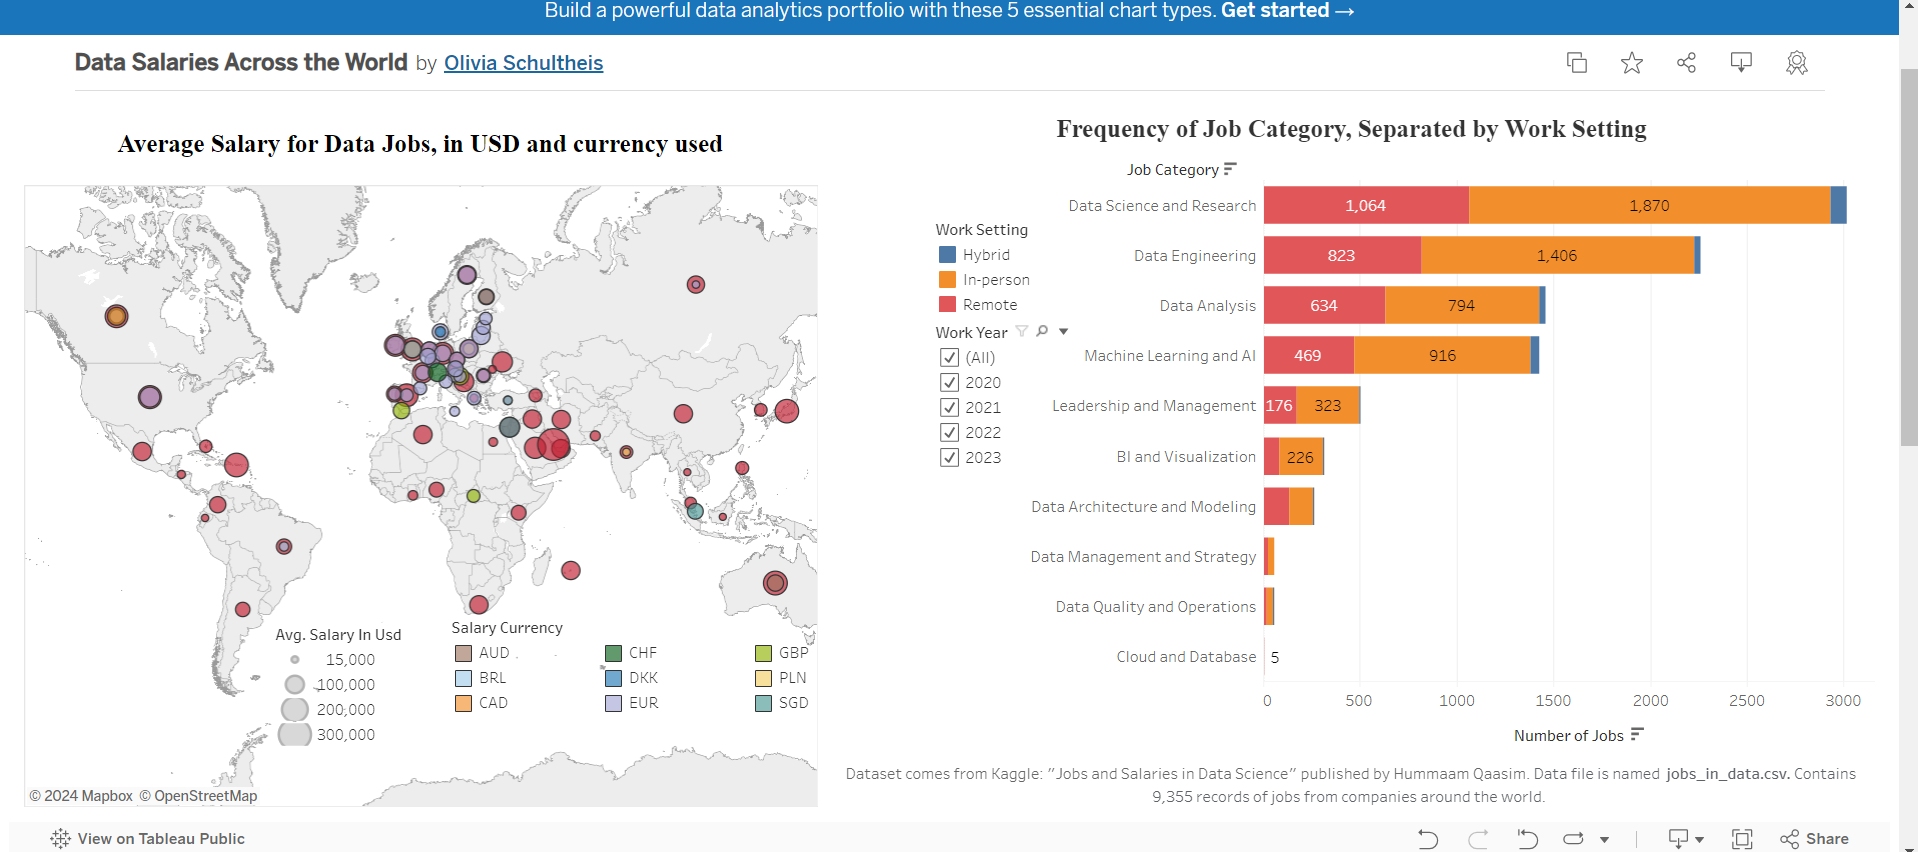 Build a powerful data analytics portfolio with these 5 essential chart types. Get started →
Data Salaries Across the World by Olivia Schultheis
Average Salary for Data Jobs, in USD and currency used
Avg. Salary In Usd
15,000
100,000
200,000
300,000
Salary Currency
AUD
BRL
CAD
CHF
DKK
EUR
GBP
PLN
SGD
© 2024 Mapbox © OpenStreetMap
Frequency of Job Category, Separated by Work Setting
Work Setting
Hybrid
In-person
Remote
Work Year
(All)
2020
2021
2022
2023
Job Category
Data Science and Research 1,064 1,870
Data Engineering 823 1,406
Data Analysis 634 794
Machine Learning and AI 469 916
Leadership and Management 176 323
BI and Visualization 226
Data Architecture and Modeling
Data Management and Strategy
Data Quality and Operations
Cloud and Database 5
0 500 1000 1500 2000 2500 3000
Number of Jobs
Dataset comes from Kaggle: "Jobs and Salaries in Data Science" published by Hummaam Qaasim. Data file is named jobs_in_data.csv. Contains
9,355 records of jobs from companies around the world.
View on Tableau Public
Share